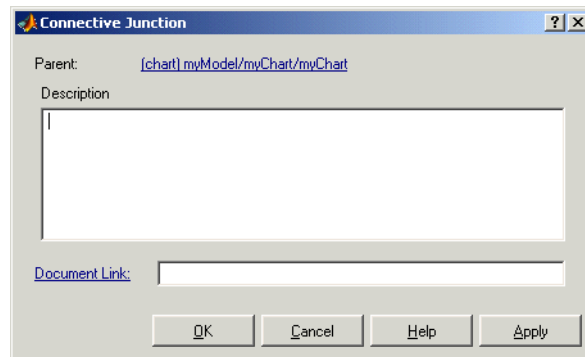 Connective Junction
Parent: (chart) myModel/myChart/myChart
Description
Document Link:
OK Cancel Help Apply